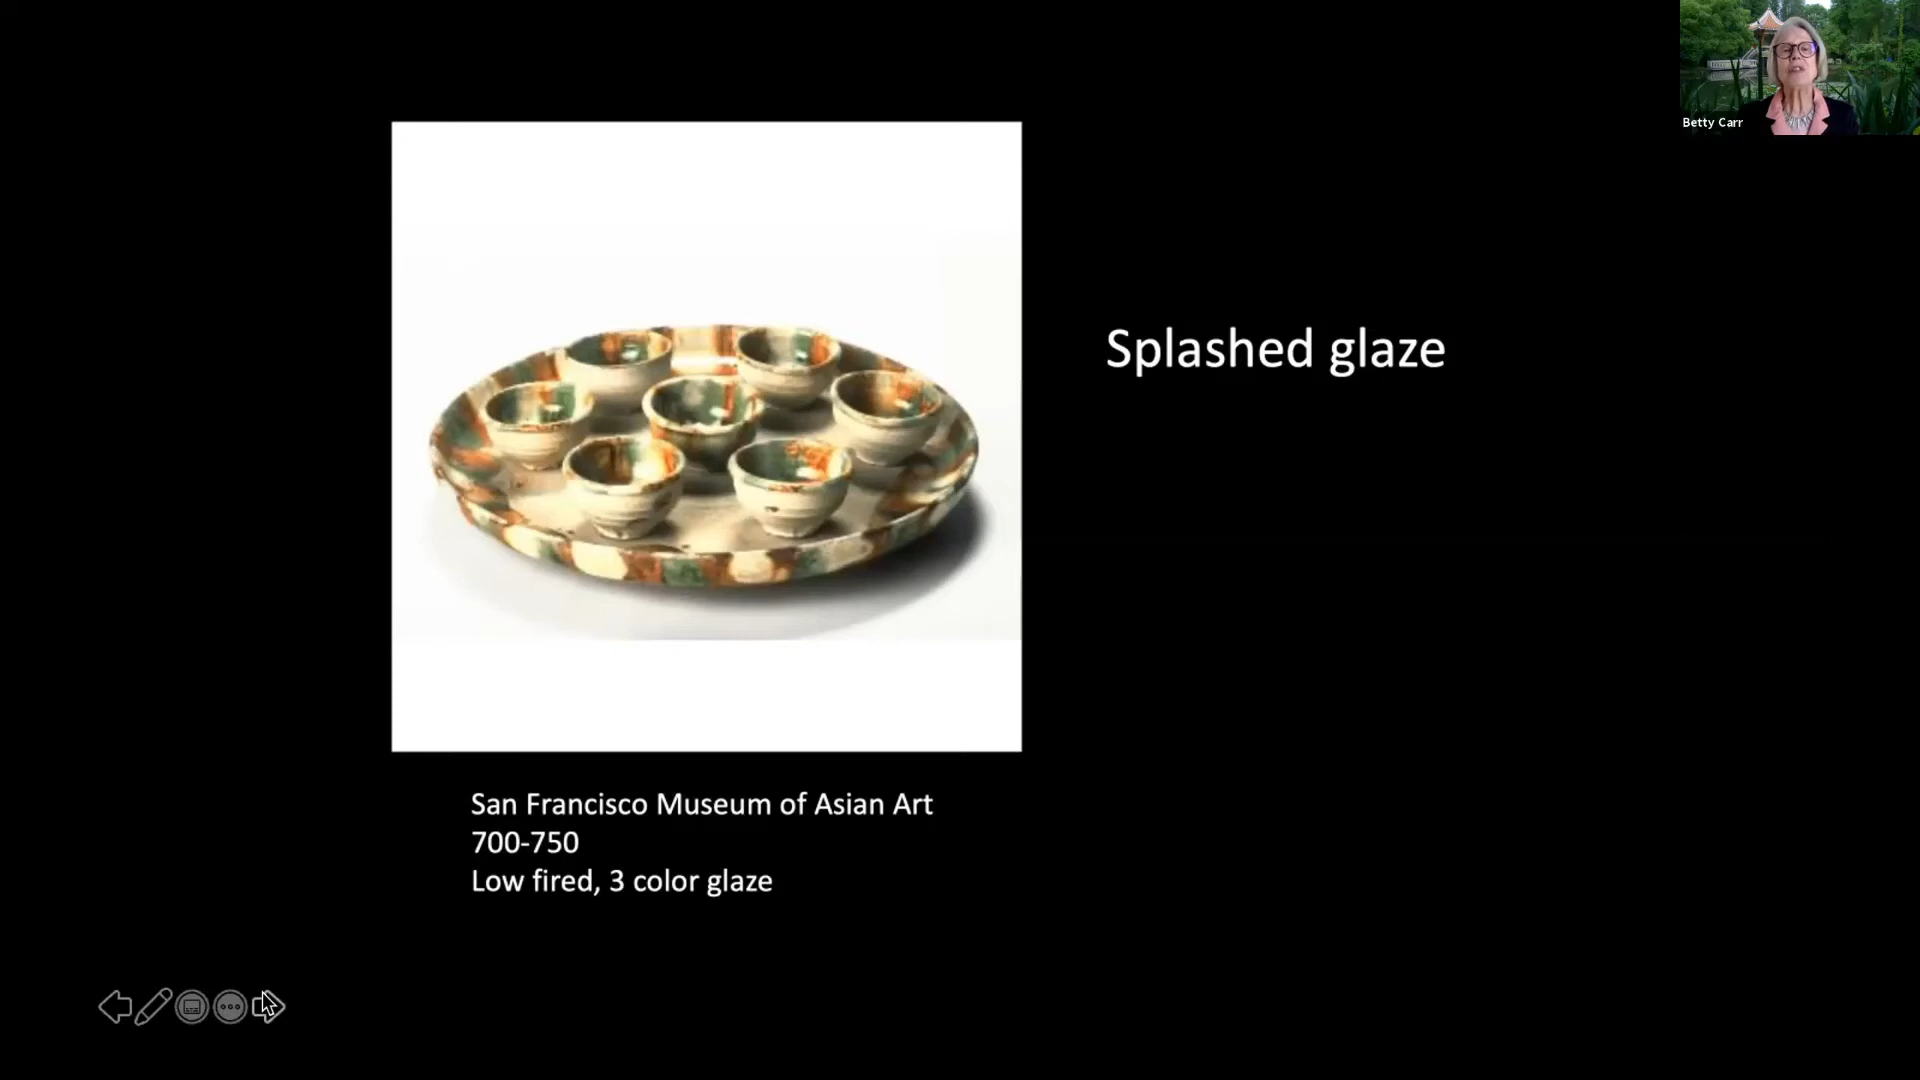 Betty Carr
Splashed glaze
San Francisco Museum of Asian Art
700-750
Low fired, 3 color glaze